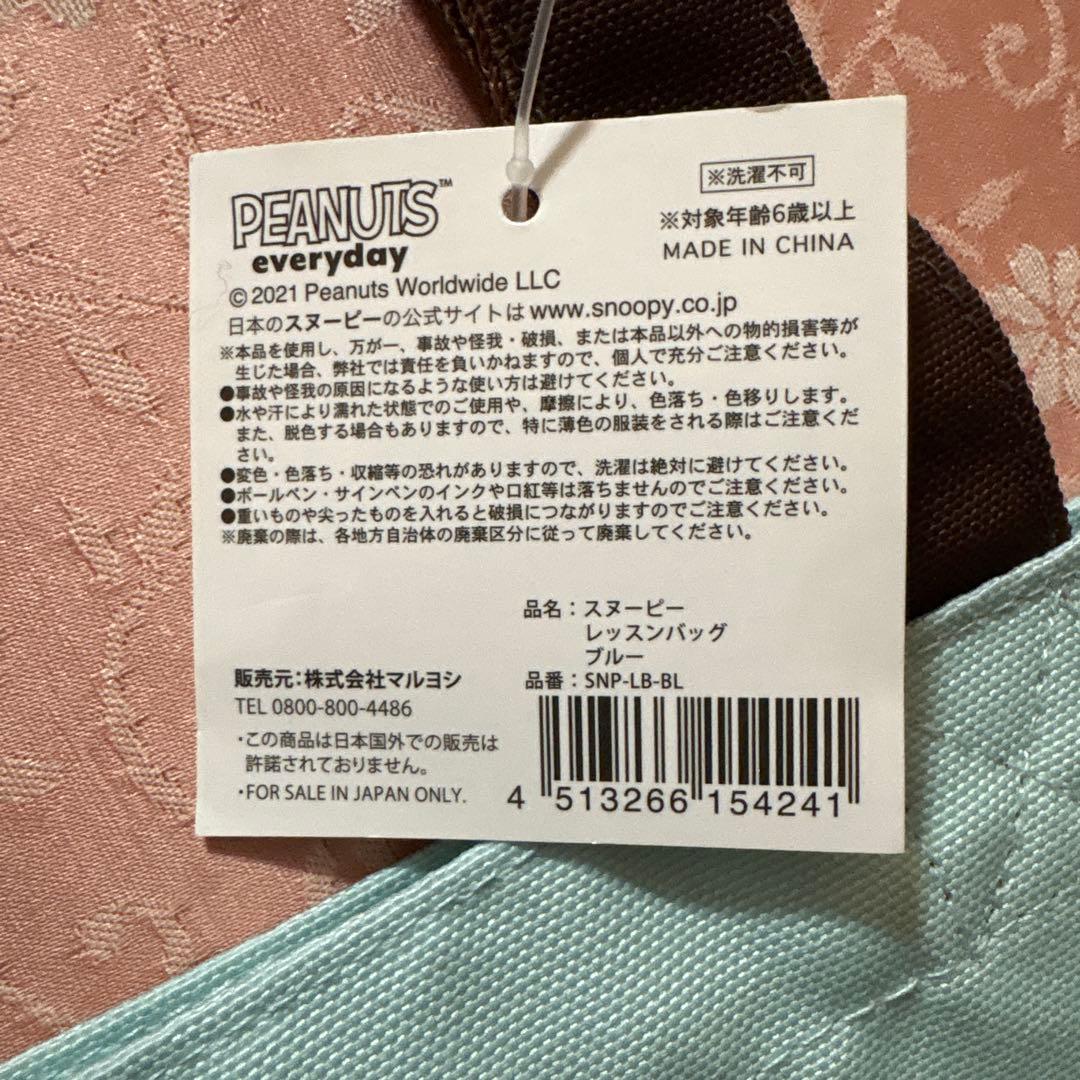 PEANUTS™
everyday
※洗濯不可
※対象年齢6歳以上
MADE IN CHINA
©2021 Peanuts Worldwide LLC
日本のスヌーピーの公式サイトは www.snoopy.co.jp
※本品を使用し、万が一、事故や怪我・破損、または本品以外への物的損害等が
生じた場合、弊社では責任を負いかねますので、個人で充分ご注意ください。
●事故や怪我の原因になるような使い方は避けてください。
●水や汗により濡れた状態でのご使用や、摩擦により、色落ち・色移りします。
また、脱色する場合もありますので、特に薄色の服装をされる際はご注意くだ
さい。
●変色・色落ち・収縮等の恐れがありますので、洗濯は絶対に避けてください。
●ボールペン・サインペンのインクや口紅等は落ちませんのでご注意ください。
●重いものや尖ったものを入れると破損につながりますのでご注意ください。
※廃棄の際は、各地方自治体の廃棄区分に従って廃棄してください。
品名：スヌーピー
レッスンバッグ
ブルー
品番：SNP-LB-BL
販売元：株式会社マルヨシ
TEL 0800-800-4486
・この商品は日本国外での販売は
許諾されておりません。
・FOR SALE IN JAPAN ONLY.
4 513266 154241